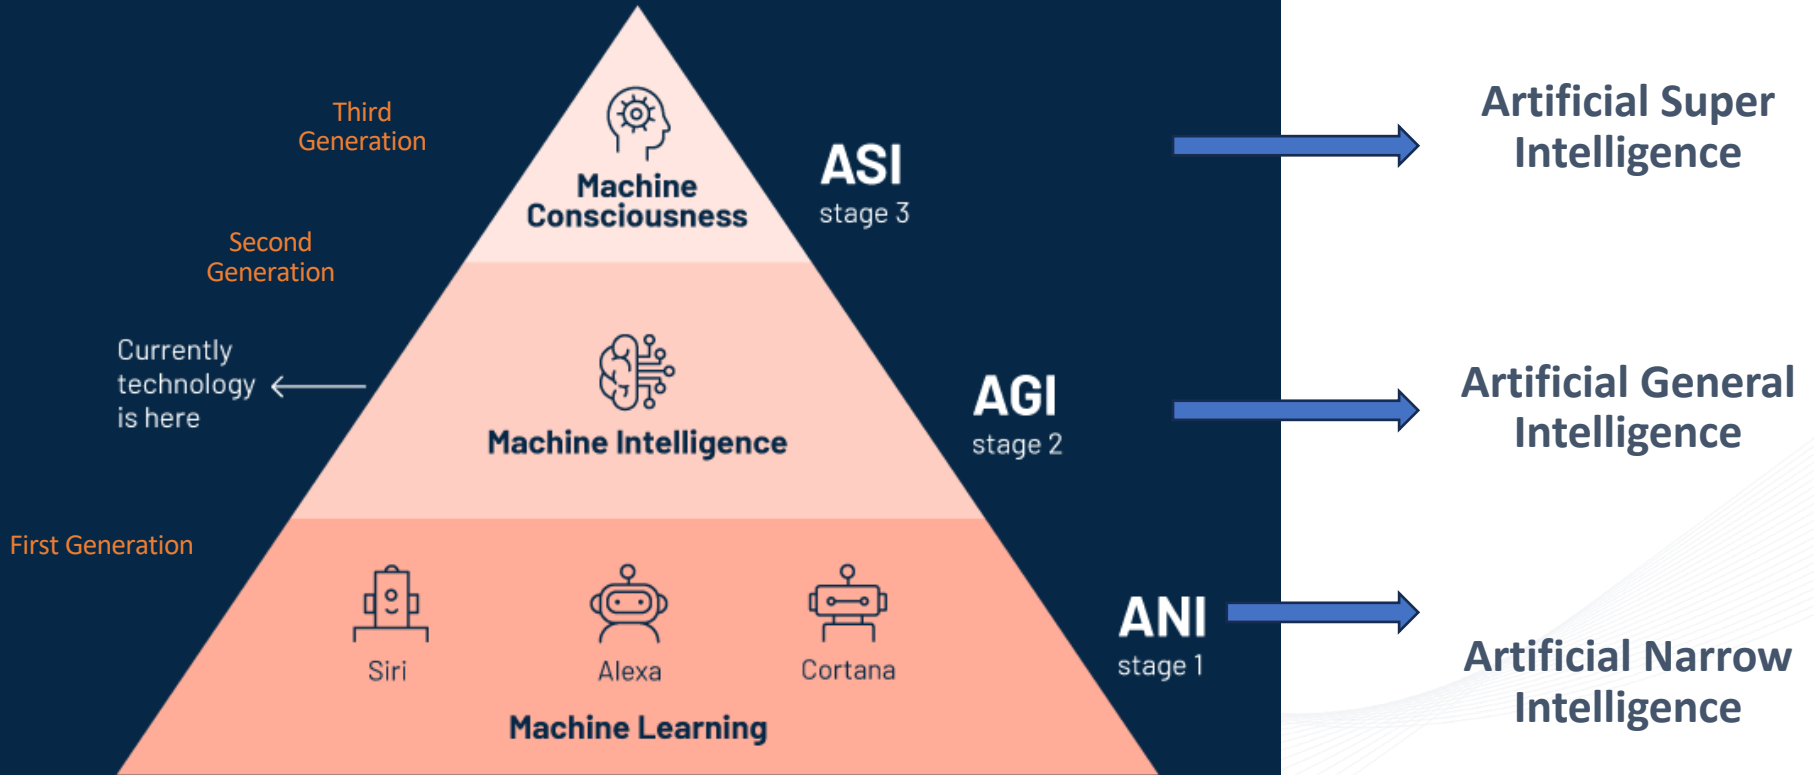 Third
Generation
Machine
Consciousness
ASI
stage 3
Artificial Super
Intelligence
Second
Generation
Currently
technology
is here
Machine Intelligence
AGI
stage 2
Artificial General
Intelligence
First Generation
Siri
Alexa
Cortana
Machine Learning
ANI
stage 1
Artificial Narrow
Intelligence